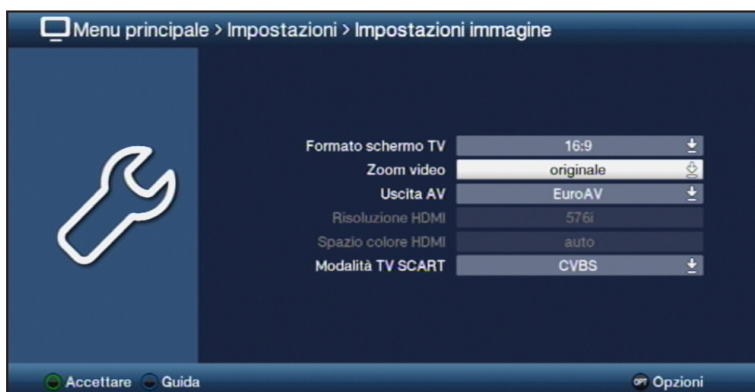 Menu principale > Impostazioni > Impostazioni immagine
Formato schermo TV 16:9
Zoom video originale
Uscita AV EuroAV
Risoluzione HDMI 576i
Spazio colore HDMI auto
Modalità TV SCART CVBS
Accettare Guida OPT Opzioni